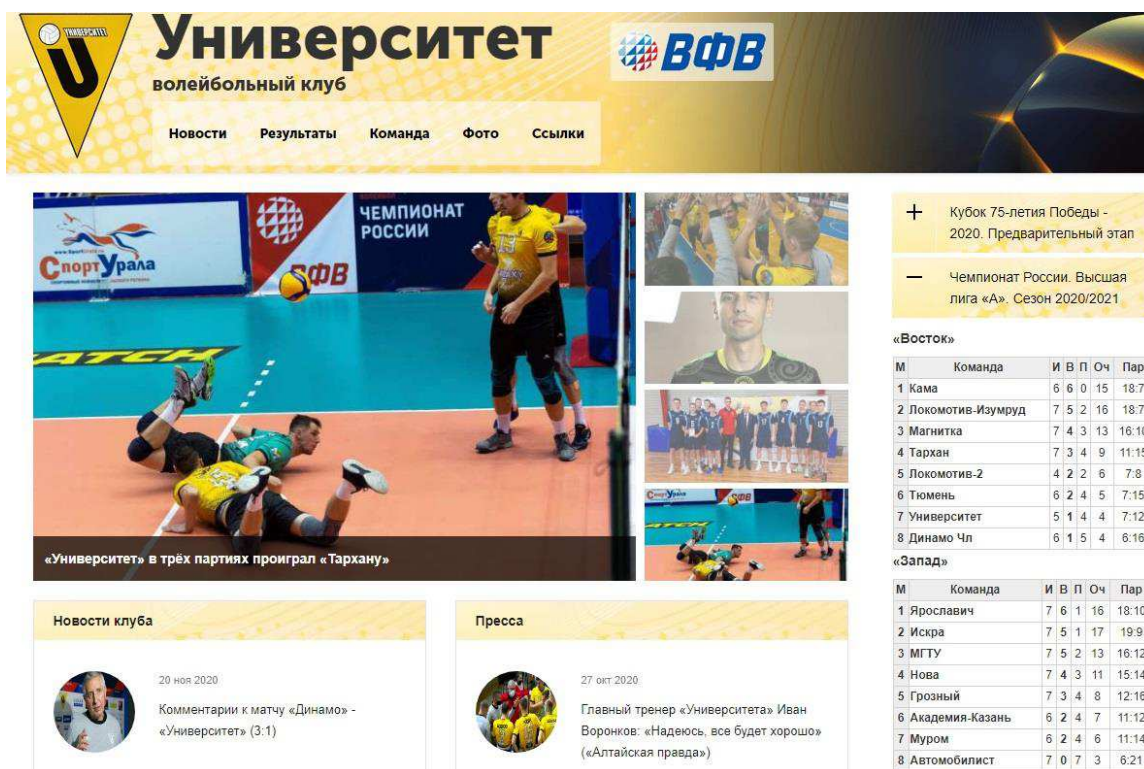 УНИВЕРСИТЕТ
Университет
волейбольный клуб
ВФВ
Новости Результаты Команда Фото Ссылки
ЧЕМПИОНАТ
РОССИИ
ВФВ
www.SportUrala.ru
Спорт Урала
MATCH
13
GALAXY
«Университет» в трёх партиях проиграл «Тархану»
Спорт Урала
+ Кубок 75-летия Победы -
2020. Предварительный этап
− Чемпионат России. Высшая
лига «А». Сезон 2020/2021
«Восток»
М Команда И В П Оч Пар
1 Кама 6 6 0 15 18:7
2 Локомотив-Изумруд 7 5 2 16 18:7
3 Магнитка 7 4 3 13 16:10
4 Тархан 7 3 4 9 11:15
5 Локомотив-2 4 2 2 6 7:8
6 Тюмень 6 2 4 5 7:15
7 Университет 5 1 4 4 7:12
8 Динамо Чл 6 1 5 4 6:16
«Запад»
М Команда И В П Оч Пар
1 Ярославич 7 6 1 16 18:10
2 Искра 7 5 1 17 19:9
3 МГТУ 7 5 2 13 16:12
4 Нова 7 4 3 11 15:14
5 Грозный 7 3 4 8 12:16
6 Академия-Казань 6 2 4 7 11:12
7 Муром 6 2 4 6 11:14
8 Автомобилист 7 0 7 3 6:21
Новости клуба
20 ноя 2020
Комментарии к матчу «Динамо» -
«Университет» (3:1)
Пресса
27 окт 2020
Главный тренер «Университета» Иван
Воронков: «Надеюсь, все будет хорошо»
(«Алтайская правда»)